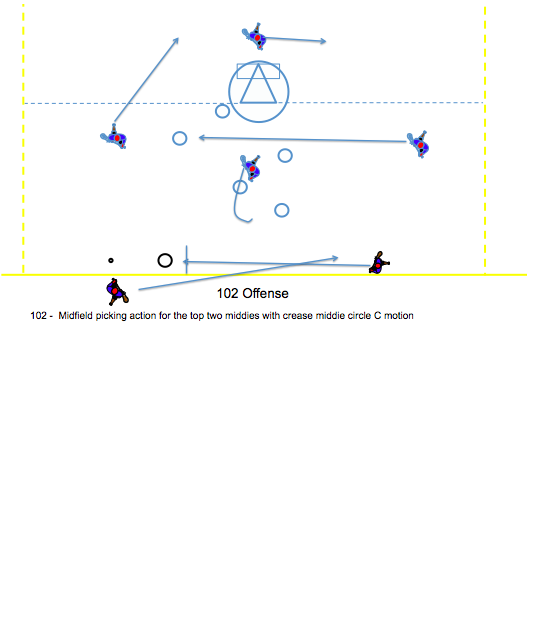 102 Offense
102 - Midfield picking action for the top two middies with crease middie circle C motion